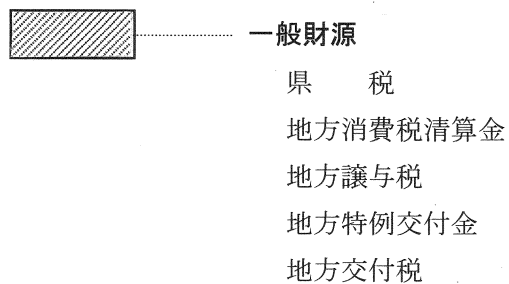 一般財源
県　　税
地方消費税清算金
地方譲与税
地方特例交付金
地方交付税